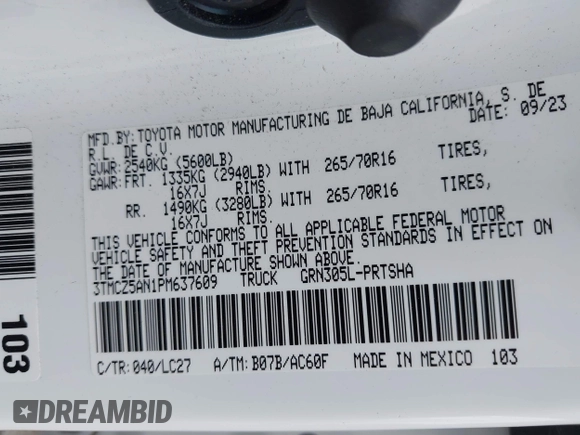 MFD.BY:TOYOTA MOTOR MANUFACTURING DE BAJA CALIFORNIA, S. DE
R.L. DE C.V. DATE: 09/23
GVWR: 2540KG (5600LB)
GAWR: FRT. 1335KG (2940LB) WITH 265/70R16 TIRES,
16X7J RIMS.
RR. 1490KG (3280LB) WITH 265/70R16 TIRES,
16X7J RIMS.
THIS VEHICLE CONFORMS TO ALL APPLICABLE FEDERAL MOTOR
VEHICLE SAFETY AND THEFT PREVENTION STANDARDS IN EFFECT ON
THE DATE OF MANUFACTURE SHOWN ABOVE.
3TMCZ5AN1PM637609 TRUCK GRN305L-PRTSHA
C/TR: 040/LC27 A/TM: B07B/AC60F MADE IN MEXICO 103
103
DREAMBID